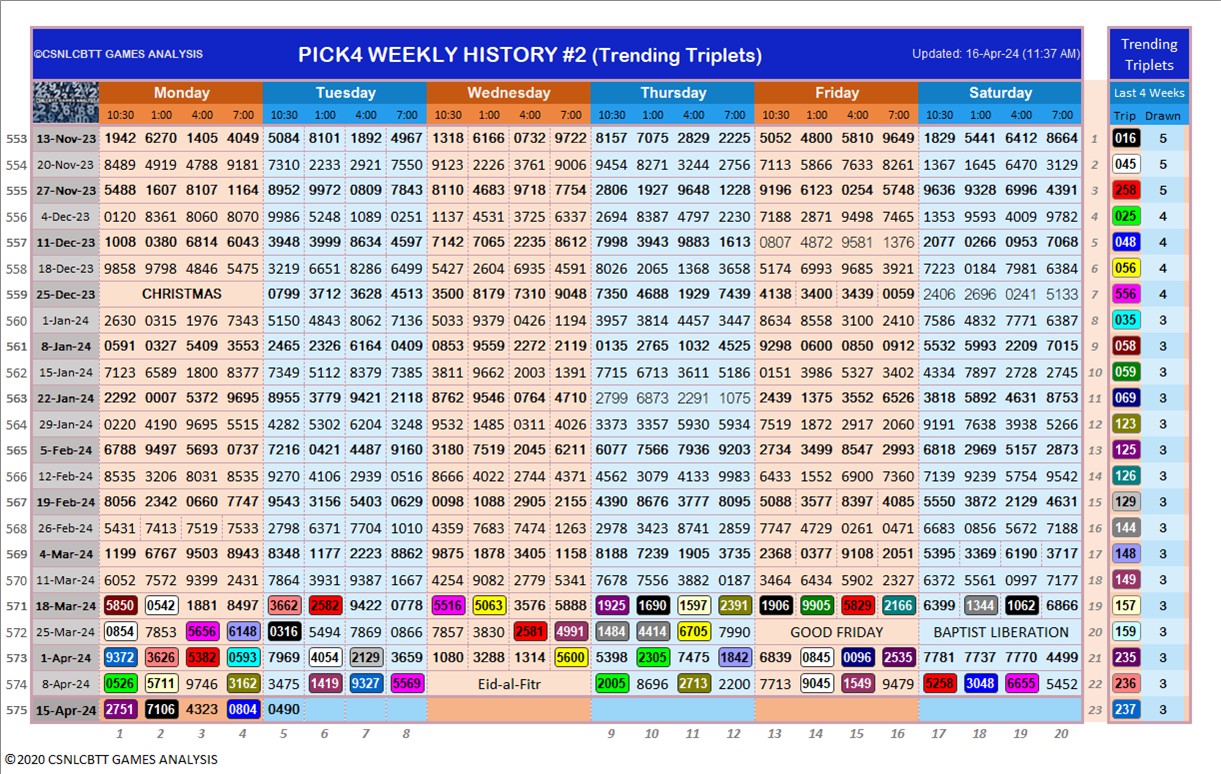 ©CSNLCBTT GAMES ANALYSIS PICK4 WEEKLY HISTORY #2 (Trending Triplets) Updated: 16-Apr-24 (11:37 AM) Trending Triplets
Monday Tuesday Wednesday Thursday Friday Saturday Last 4 Weeks
10:30 1:00 4:00 7:00 10:30 1:00 4:00 7:00 10:30 1:00 4:00 7:00 10:30 1:00 4:00 7:00 10:30 1:00 4:00 7:00 10:30 1:00 4:00 7:00 Trip Drawn
553 13-Nov-23 1942 6270 1405 4049 5084 8101 1892 4967 1318 6166 0732 9722 8157 7075 2829 2225 5052 4800 5810 9649 1829 5441 6412 8664 1 016 5
554 20-Nov-23 8489 4919 4788 9181 7310 2233 2921 7550 9123 2226 3761 9006 9454 8271 3244 2756 7113 5866 7633 8261 1367 1645 6470 3129 2 045 5
555 27-Nov-23 5488 1607 8107 1164 8952 9972 0809 7843 8110 4683 9718 7754 2806 1927 9648 1228 9196 6123 0254 5748 9636 9328 6996 4391 3 258 5
556 4-Dec-23 0120 8361 8060 8070 9986 5248 1089 0251 1137 4531 3725 6337 2694 8387 4797 2230 7188 2871 9498 7465 1353 9593 4009 9782 4 025 4
557 11-Dec-23 1008 0380 6814 6043 3948 3999 8634 4597 7142 7065 2235 8612 7998 3943 9883 1613 0807 4872 9581 1376 2077 0266 0953 7068 5 048 4
558 18-Dec-23 9858 9798 4846 5475 3219 6651 8286 6499 5427 2604 6935 4591 8026 2065 1368 3658 5174 6993 9685 3921 7223 0184 7981 6384 6 056 4
559 25-Dec-23 CHRISTMAS 0799 3712 3628 4513 3500 8179 7310 9048 7350 4688 1929 7439 4138 3400 3439 0059 2406 2696 0241 5133 7 556 4
560 1-Jan-24 2630 0315 1976 7343 5150 4843 8062 7136 5033 9379 0426 1194 3957 3814 4457 3447 8634 8558 3100 2410 7586 4832 7771 6387 8 035 3
561 8-Jan-24 0591 0327 5409 3553 2465 2326 6164 0409 0853 9559 2272 2119 0135 2765 1032 4525 9298 0600 0850 0912 5532 5993 2209 7015 9 058 3
562 15-Jan-24 7123 6589 1800 8377 7349 5112 8379 7385 3811 9662 2003 1391 7715 6713 3611 5186 0151 3986 5327 3402 4334 7897 2728 2745 10 059 3
563 22-Jan-24 2292 0007 5372 9695 8955 3779 9421 2118 8762 9546 0764 4710 2799 6873 2291 1075 2439 1375 3552 6526 3818 5892 4631 8753 11 069 3
564 29-Jan-24 0220 4190 9695 5515 4282 5302 6204 3248 9532 1485 0311 4026 3373 3357 5930 5934 7519 1872 2917 2060 9191 7638 3938 5266 12 123 3
565 5-Feb-24 6788 9497 5693 0737 7216 0421 4487 9160 3180 7519 2045 6211 6077 7566 7936 9203 2734 3499 8547 2993 6818 2969 5157 2873 13 125 3
566 12-Feb-24 8535 3206 8031 8535 9270 4106 2939 0516 8666 4022 2744 4371 4562 3079 4133 9983 6433 1552 6900 7360 7139 9239 5754 9542 14 126 3
567 19-Feb-24 8056 2342 0660 7747 9543 3156 5403 0629 0098 1088 2905 2155 4390 8676 3777 8095 5088 3577 8397 4085 5550 3872 2129 4631 15 129 3
568 26-Feb-24 5431 7413 7519 7533 2798 6371 7704 1010 4359 7683 7474 1263 2978 3423 8741 2859 7747 4729 0261 0471 6683 0856 5672 7188 16 144 3
569 4-Mar-24 1199 6767 9503 8943 8348 1177 2223 8862 9875 1878 3405 1158 8188 7239 1905 3735 2368 0377 9108 2051 5395 3369 6190 3717 17 148 3
570 11-Mar-24 6052 7572 9399 2431 7864 3931 9387 1667 4254 9082 2779 5341 7678 7556 3882 0187 3464 6434 5902 2327 6372 5561 0997 7177 18 149 3
571 18-Mar-24 5850 0542 1881 8497 3662 2582 9422 0778 5516 5063 3576 5888 1925 1690 1597 2391 1906 9905 5829 2166 6399 1344 1062 6866 19 157 3
572 25-Mar-24 0854 7853 5656 6148 0316 5494 7869 0866 7857 3830 2581 4991 1484 4414 6705 7990 GOOD FRIDAY BAPTIST LIBERATION 20 159 3
573 1-Apr-24 9372 3626 5382 0593 7969 4054 2129 3659 1080 3288 1314 5600 5398 2305 7475 1842 6839 0845 0096 2535 7781 7737 7770 4499 21 235 3
574 8-Apr-24 0526 5711 9746 3162 3475 1419 9327 5569 Eid-al-Fitr 2005 8696 2713 2200 7713 9045 1549 9479 5258 3048 6655 5452 22 236 3
575 15-Apr-24 2751 7106 4323 0804 0490 23 237 3
1 2 3 4 5 6 7 8 9 10 11 12 13 14 15 16 17 18 19 20
©2020 CSNLCBTT GAMES ANALYSIS